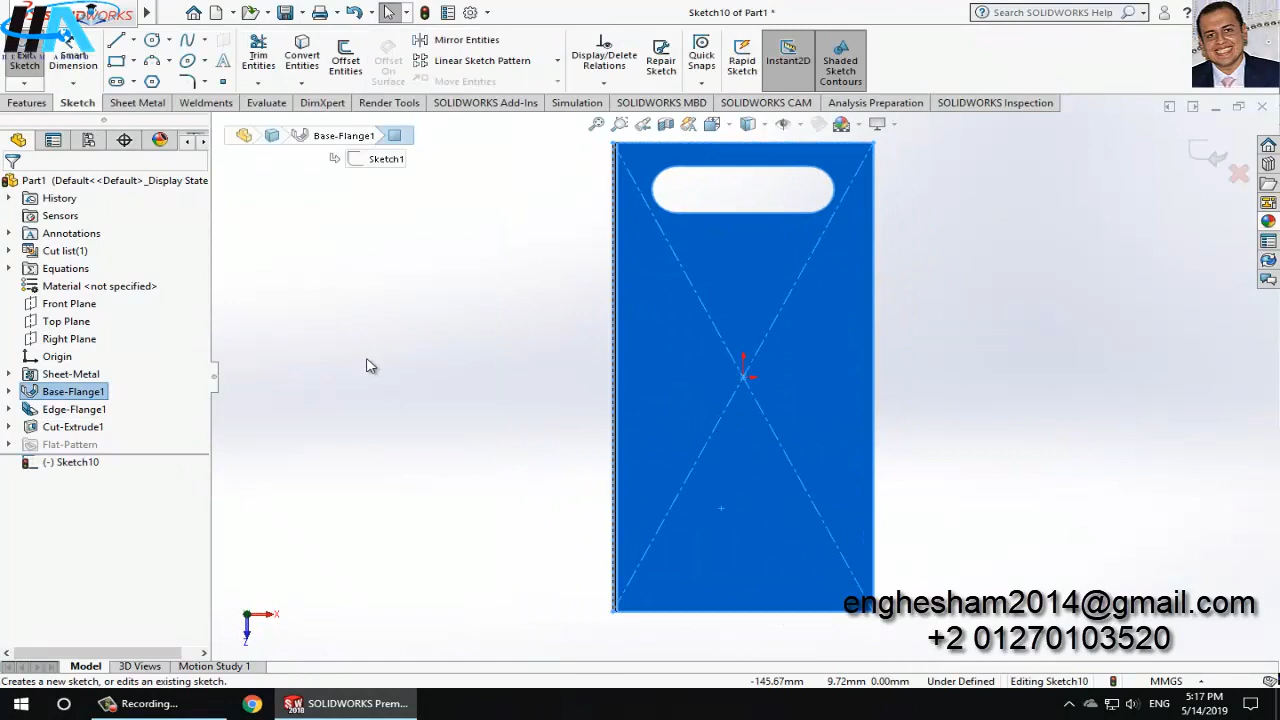 SOLIDWORKS
Sketch10 of Part1 *
Search SOLIDWORKS Help
Exit Sketch
Smart Dimension
Trim Entities
Convert Entities
Offset Entities
Offset On Surface
Mirror Entities
Linear Sketch Pattern
Move Entities
Display/Delete Relations
Repair Sketch
Quick Snaps
Rapid Sketch
Instant2D
Shaded Sketch Contours
Features Sketch Sheet Metal Weldments Evaluate DimXpert Render Tools SOLIDWORKS Add-Ins Simulation SOLIDWORKS MBD SOLIDWORKS CAM Analysis Preparation SOLIDWORKS Inspection
Base-Flange1
Sketch1
Part1 (Default<<Default>_Display State
History
Sensors
Annotations
Cut list(1)
Equations
Material <not specified>
Front Plane
Top Plane
Right Plane
Origin
Sheet-Metal
Base-Flange1
Edge-Flange1
Cut-Extrude1
Flat-Pattern
(-) Sketch10
X
Z
enghesham2014@gmail.com
+2 01270103520
Model 3D Views Motion Study 1
Creates a new sketch, or edits an existing sketch.
-145.67mm 9.72mm 0.00mm Under Defined Editing Sketch10 MMGS
Recording...
SOLIDWORKS Prem...
ENG
5:17 PM
5/14/2019